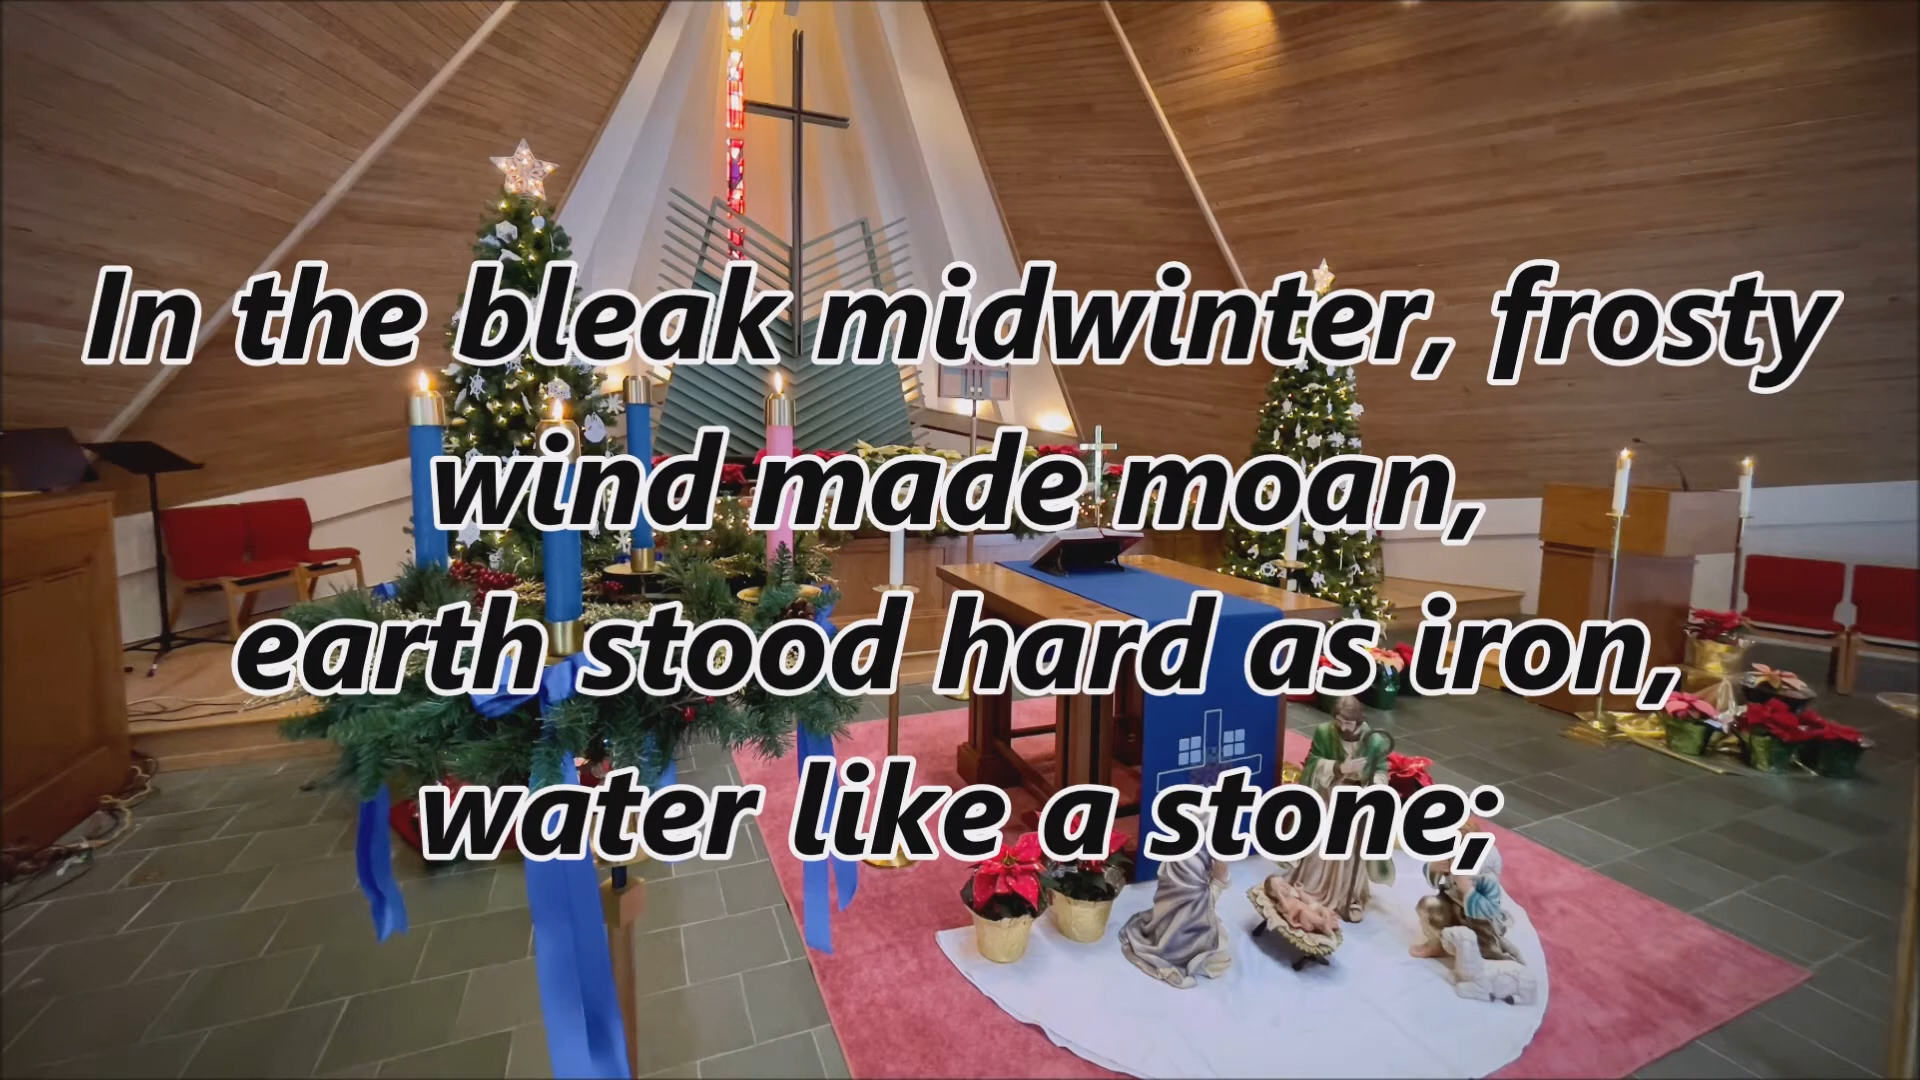 In the bleak midwinter, frosty
wind made moan,
earth stood hard as iron,
water like a stone;